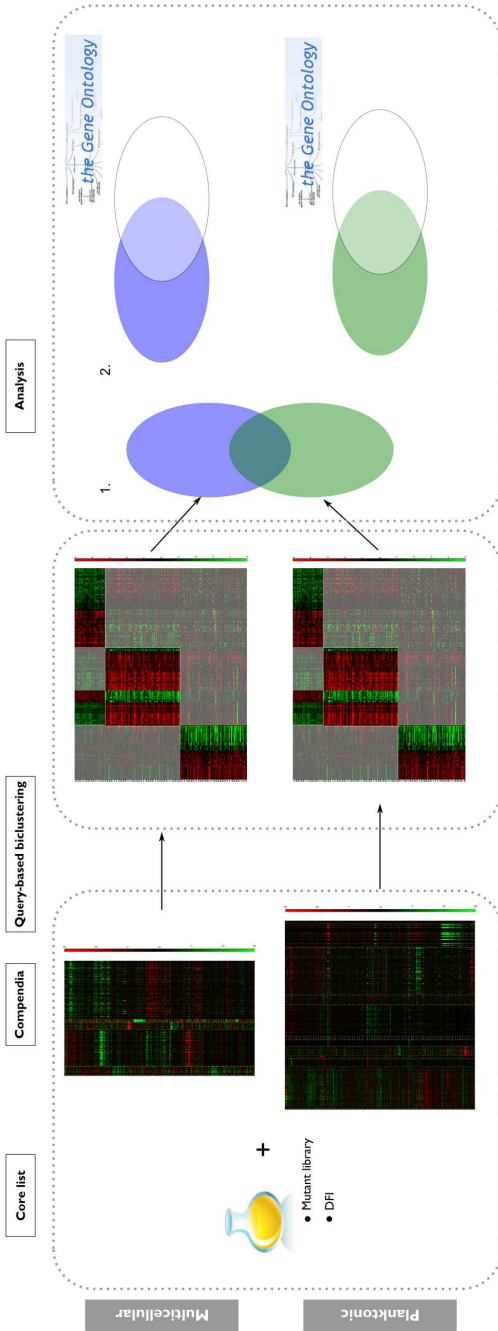 Core list
Compendia
Query-based biclustering
Analysis
Multicellular
Planktonic
+
• Mutant library
• DFI
1.
2.
the Gene Ontology
the Gene Ontology